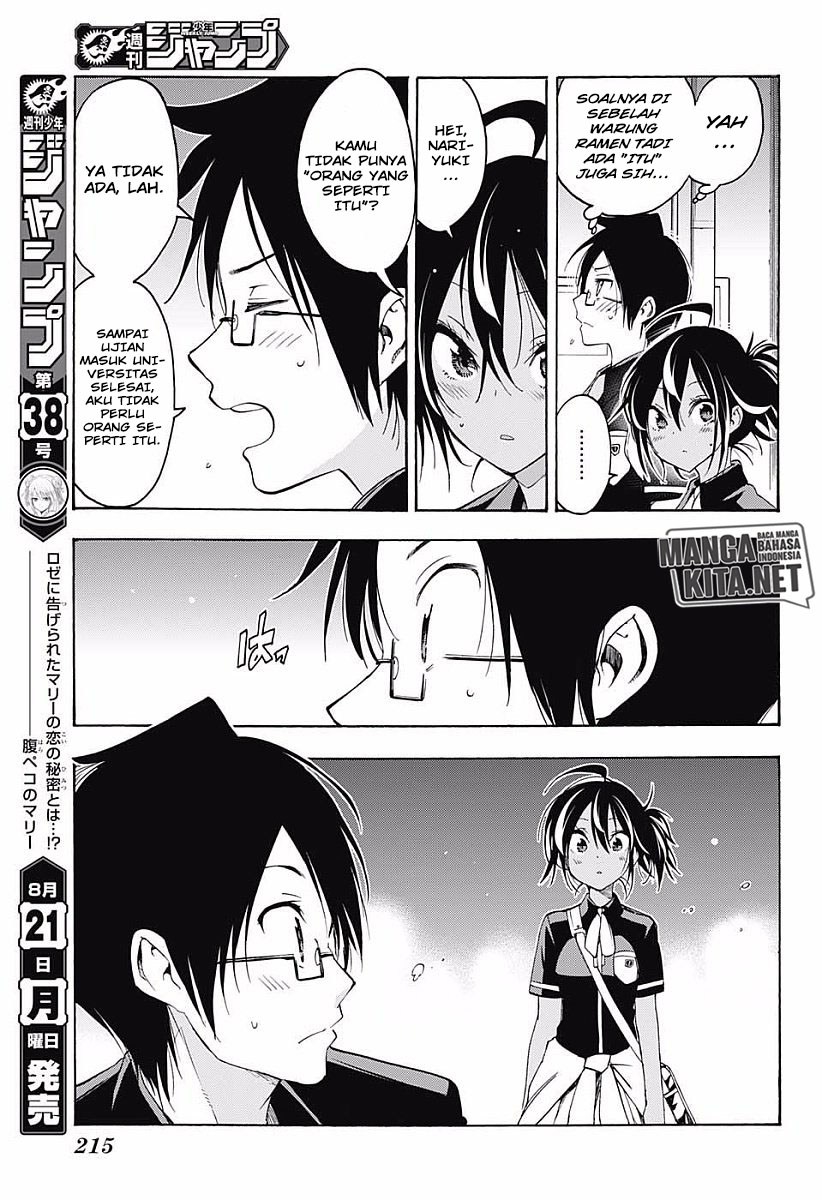 週刊
少年
ジャンプ
YAH
...
SOALNYA DI
SEBELAH
WARUNG
RAMEN TADI
ADA "ITU"
JUGA SIH...
.........
HEI,
NARI-
YUKI
...
KAMU
TIDAK PUNYA
"ORANG YANG
SEPERTI
ITU"?
YA TIDAK
ADA, LAH.
SAMPAI
UJIAN
MASUK UNI-
VERSITAS
SELESAI,
AKU TIDAK
PERLU
ORANG SE-
PERTI ITU.
はっ
MANGA
KITA.NET
BACA MANGA
BAHASA
INDONESIA
週刊少年
ジャンプ
第
38
号
ロゼに告げられたマリーの恋の秘密とは…!?
腹ペコのマリー
8月
21
日
月
曜日
発売
215